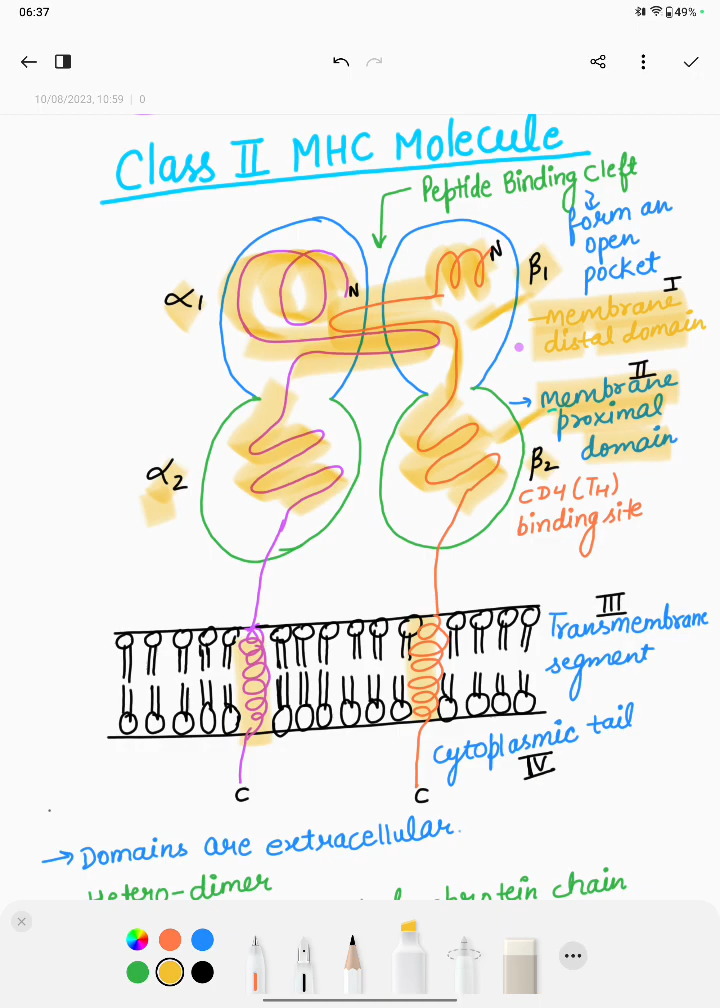 06:37
49%
10/08/2023, 10:59 | 0
Class II MHC Molecule
Peptide Binding Cleft
form an
open
pocket
α1
N
N
β1
I
membrane
distal domain
II
membrane
proximal
domain
α2
β2
CD4 (TH)
binding site
III
Transmembrane
segment
cytoplasmic tail
IV
C
C
→ Domains are extracellular.
Hetero-dimer
protein chain